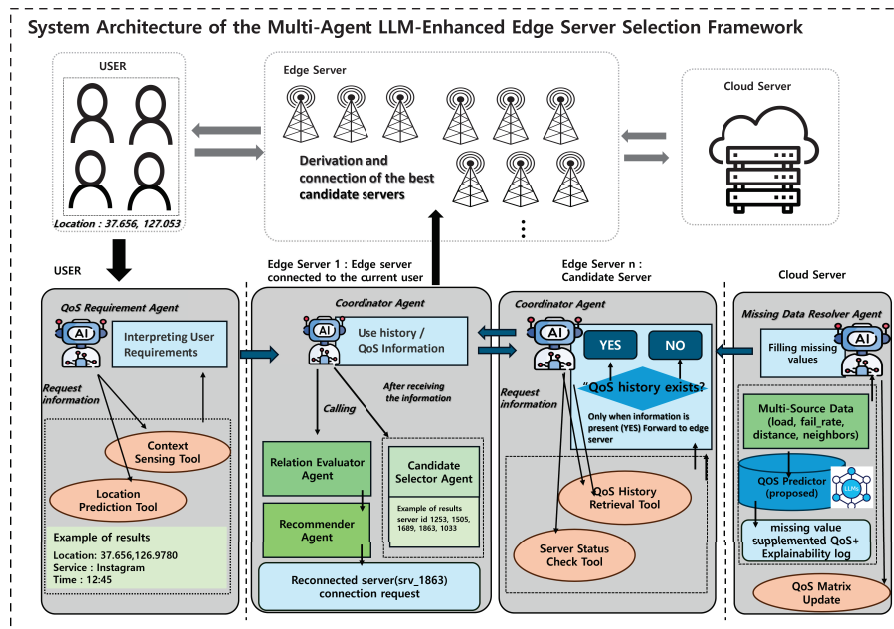 System Architecture of the Multi-Agent LLM-Enhanced Edge Server Selection Framework
USER
Location : 37.656, 127.053
Edge Server
Derivation and
connection of the best
candidate servers
Cloud Server
USER
QoS Requirement Agent
AI
Interpreting User
Requirements
Request
information
Context
Sensing Tool
Location
Prediction Tool
Example of results
Location: 37.656,126.9780
Service : Instagram
Time : 12:45
Edge Server 1 : Edge server
connected to the current user
Coordinator Agent
AI
Use history /
QoS Information
Calling
After receiving
the information
Relation Evaluator
Agent
Recommender
Agent
Candidate
Selector Agent
Example of results
server id 1253, 1505,
1689, 1863, 1033
Reconnected server(srv_1863)
connection request
Edge Server n :
Candidate Server
Coordinator Agent
AI
YES
NO
"QoS history exists?
Request
information
Only when information is
present (YES) Forward to edge
server
QoS History
Retrieval Tool
Server Status
Check Tool
Cloud Server
Missing Data Resolver Agent
Filling missing
values
AI
Multi-Source Data
(load, fail_rate,
distance, neighbors)
QOS Predictor
(proposed)
LLMs
missing value
supplemented QoS+
Explainability log
QoS Matrix
Update